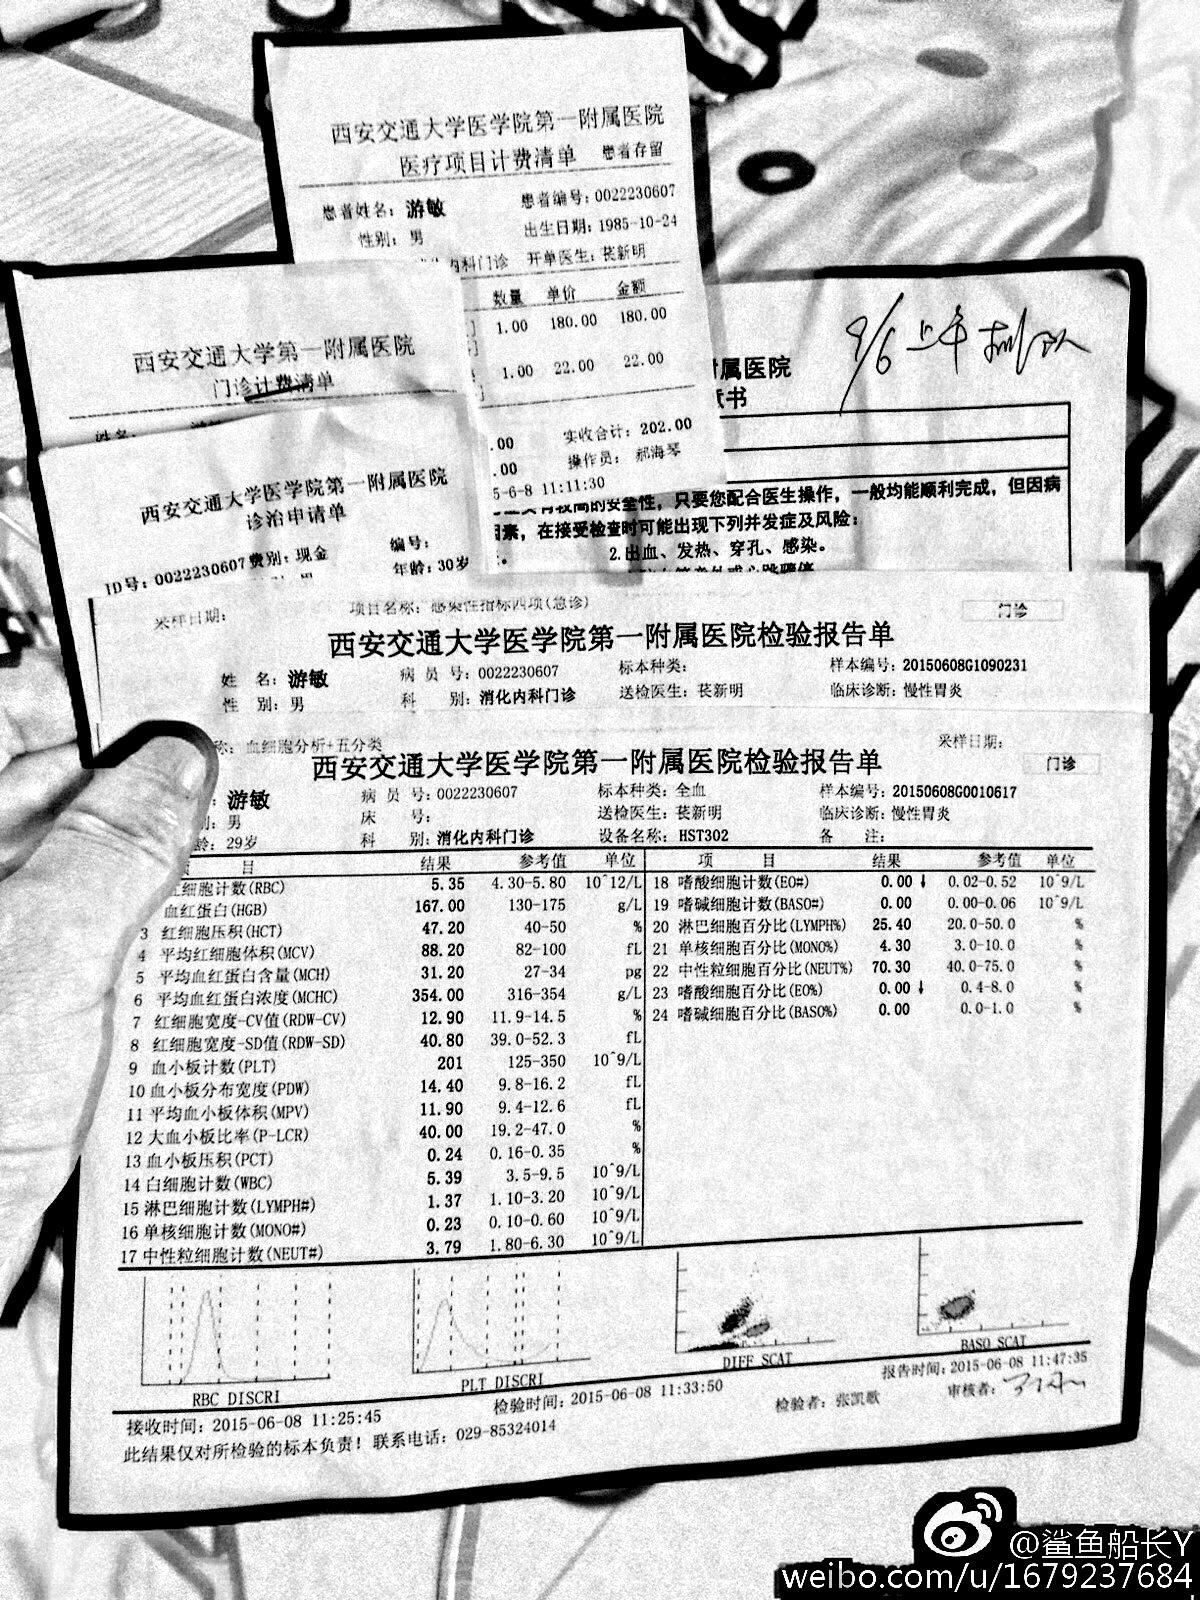 西安交通大学医学院第一附属医院
医疗项目计费清单 患者存留
患者姓名: 游敏 患者编号: 0022230607
性别: 男 出生日期: 1985-10-24
内科门诊 开单医生: 苌新明
数量 单价 金额
1.00 180.00 180.00
1.00 22.00 22.00
.00 实收合计: 202.00
.00 操作员: 郝海琴
5-6-8 11:11:30
西安交通大学第一附属医院
门诊计费清单
姓名: 游敏
西安交通大学医学院第一附属医院
诊治申请单
编号:
ID号: 0022230607 费别: 现金 年龄: 30岁
9/6 上午 排队
属医院
书
的安全性，只要您配合医生操作，一般均能顺利完成，但因病
因素，在接受检查时可能出现下列并发症及风险:
2.出血、发热、穿孔、感染。
采样日期: 项目名称: 感染性指标四项(急诊) 门诊
西安交通大学医学院第一附属医院检验报告单
姓 名: 游敏 病 员 号: 0022230607 标本种类: 样本编号: 20150608G1090231
性 别: 男 科 别: 消化内科门诊 送检医生: 苌新明 临床诊断: 慢性胃炎
称: 血细胞分析+五分类 采样日期:
西安交通大学医学院第一附属医院检验报告单 门诊
游敏 病 员 号: 0022230607 标本种类: 全血 样本编号: 20150608G0010617
别: 男 床 号: 送检医生: 苌新明 临床诊断: 慢性胃炎
龄: 29岁 科 别: 消化内科门诊 设备名称: HST302 备 注:
项 目 结果 参考值 单位 项 目 结果 参考值 单位
红细胞计数(RBC) 5.35 4.30-5.80 10^12/L 18 嗜酸细胞计数(EO#) 0.00 ↓ 0.02-0.52 10^9/L
血红蛋白(HGB) 167.00 130-175 g/L 19 嗜碱细胞计数(BASO#) 0.00 0.00-0.06 10^9/L
3 红细胞压积(HCT) 47.20 40-50 % 20 淋巴细胞百分比(LYMPH%) 25.40 20.0-50.0 %
4 平均红细胞体积(MCV) 88.20 82-100 fL 21 单核细胞百分比(MONO%) 4.30 3.0-10.0 %
5 平均血红蛋白含量(MCH) 31.20 27-34 pg 22 中性粒细胞百分比(NEUT%) 70.30 40.0-75.0 %
6 平均血红蛋白浓度(MCHC) 354.00 316-354 g/L 23 嗜酸细胞百分比(EO%) 0.00 ↓ 0.4-8.0 %
7 红细胞宽度-CV值(RDW-CV) 12.90 11.9-14.5 % 24 嗜碱细胞百分比(BASO%) 0.00 0.0-1.0 %
8 红细胞宽度-SD值(RDW-SD) 40.80 39.0-52.3 fL
9 血小板计数(PLT) 201 125-350 10^9/L
10 血小板分布宽度(PDW) 14.40 9.8-16.2 fL
11 平均血小板体积(MPV) 11.90 9.4-12.6 fL
12 大血小板比率(P-LCR) 40.00 19.2-47.0 %
13 血小板压积(PCT) 0.24 0.16-0.35 %
14 白细胞计数(WBC) 5.39 3.5-9.5 10^9/L
15 淋巴细胞计数(LYMPH#) 1.37 1.10-3.20 10^9/L
16 单核细胞计数(MONO#) 0.23 0.10-0.60 10^9/L
17 中性粒细胞计数(NEUT#) 3.79 1.80-6.30 10^9/L
RBC DISCRI PLT DISCRI DIFF SCAT BASO SCAT
接收时间: 2015-06-08 11:25:45 检验时间: 2015-06-08 11:33:50 报告时间: 2015-06-08 11:47:35
此结果仅对所检验的标本负责! 联系电话: 029-85324014 检验者: 张凯歌 审核者:
@鲨鱼船长Y
weibo.com/u/1679237684